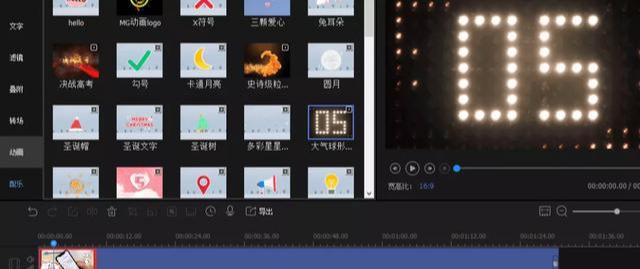 hello
MG动画logo
X符号
三颗爱心
兔耳朵
文字
滤镜
叠附
转场
动画
配乐
决战高考
勾号
卡通月亮
史诗级粒...
圆月
MERRY CHRISTMAS
05
圣诞帽
圣诞文字
圣诞树
多彩星星...
大气球形...
05
宽高比: 16:9
00:00:00.00 / 00
导出
00:00:00.00
00:00:12.00
00:00:24.00
00:00:36.00
00:00:48.00
00:01:00.00
00:01:12.00
00:01:24.00
00:01:36.00